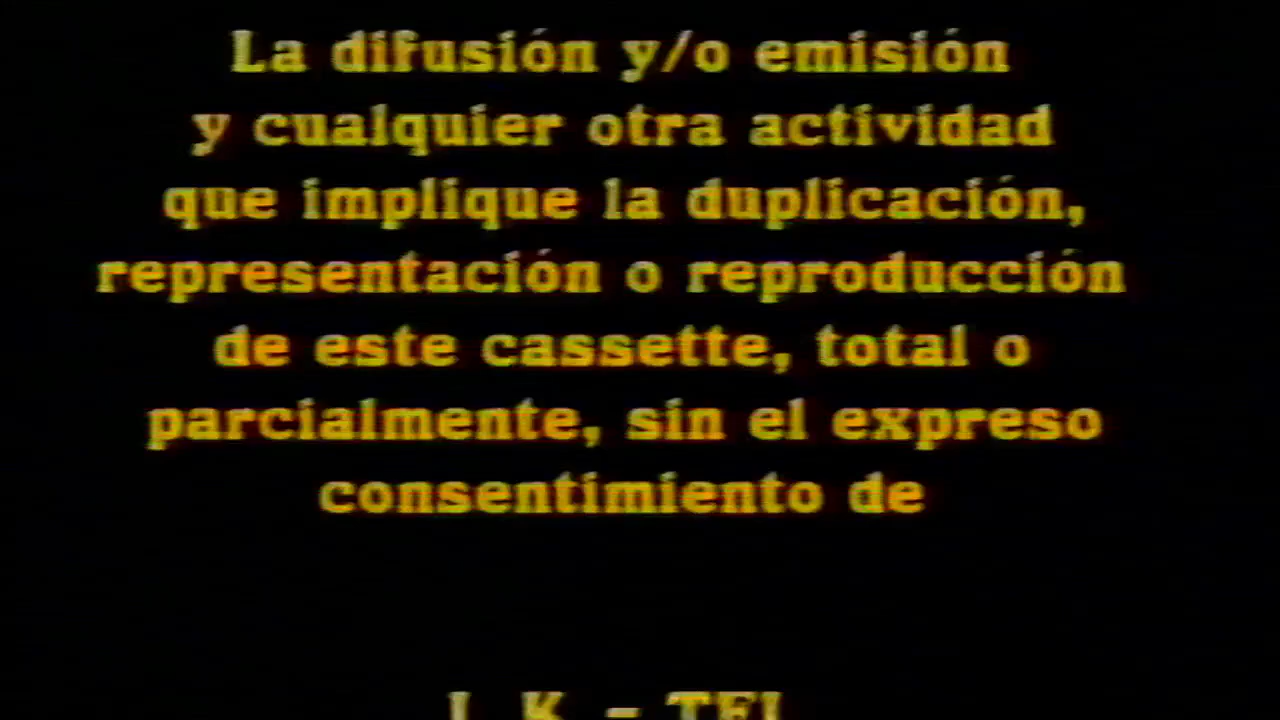 La difusión y/o emisión
y cualquier otra actividad
que implique la duplicación,
representación o reproducción
de este cassette, total o
parcialmente, sin el expreso
consentimiento de